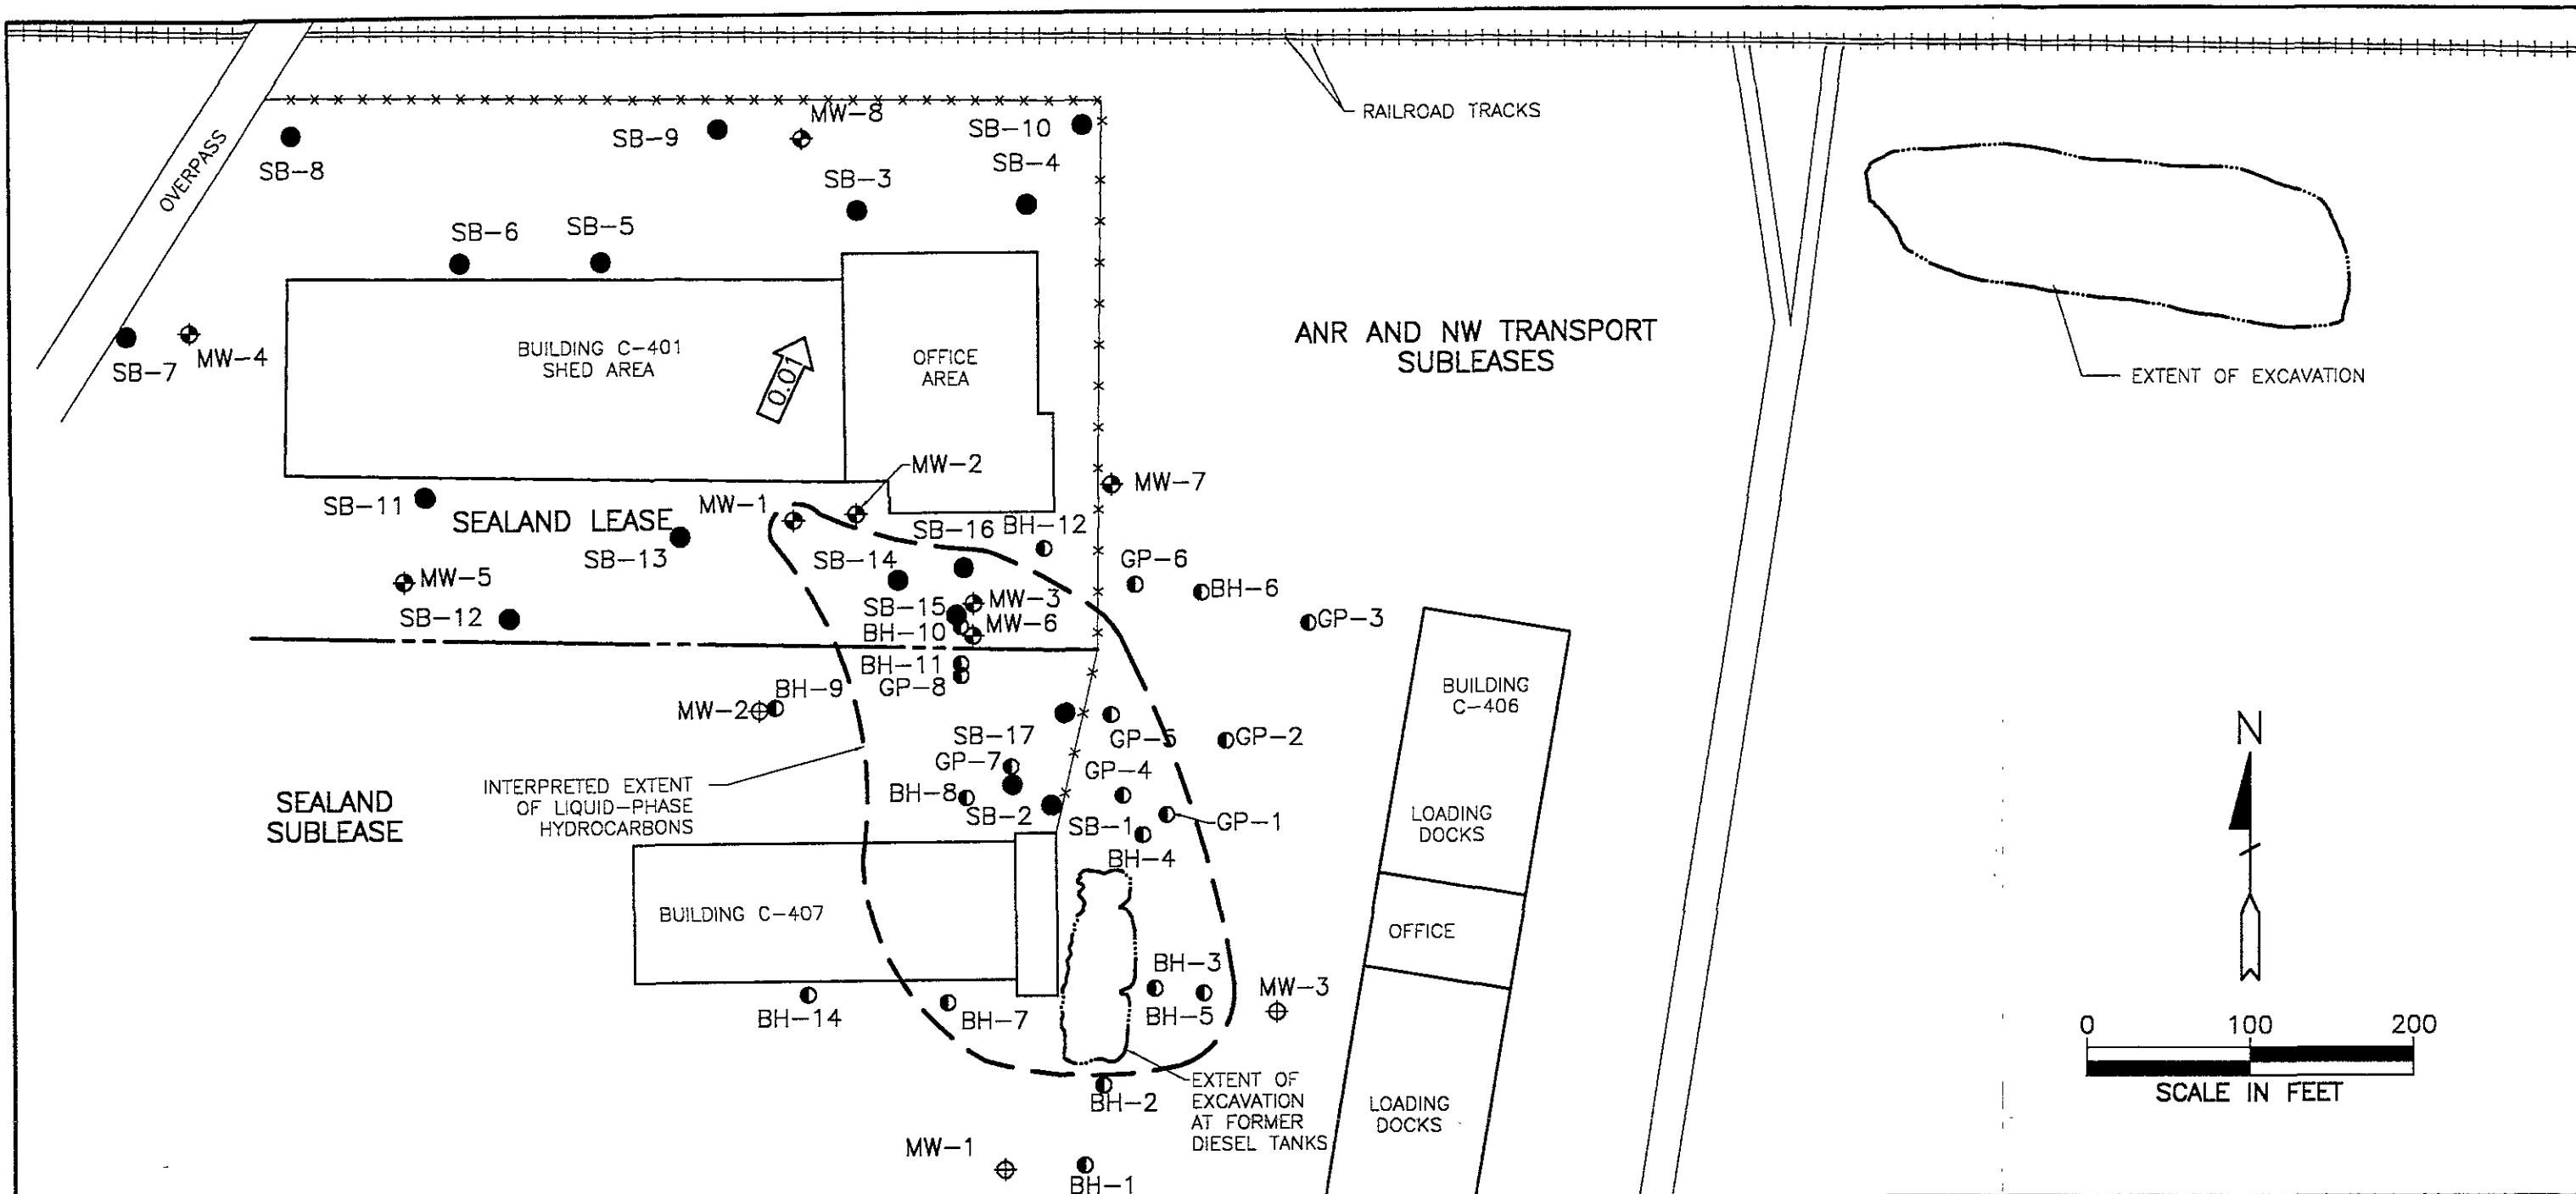 RAILROAD TRACKS
OVERPASS
MW-8
SB-9
SB-10
SB-8
SB-4
SB-3
SB-6
SB-5
ANR AND NW TRANSPORT
SUBLEASES
EXTENT OF EXCAVATION
SB-7
MW-4
BUILDING C-401
SHED AREA
0.01
OFFICE
AREA
MW-2
MW-7
SB-11
MW-1
SEALAND LEASE
SB-16
BH-12
SB-13
SB-14
GP-6
BH-6
MW-5
SB-12
SB-15
MW-3
GP-3
BH-10
MW-6
BH-11
GP-8
BH-9
MW-2
BUILDING
C-406
SB-17
GP-5
GP-2
GP-7
GP-4
INTERPRETED EXTENT
OF LIQUID-PHASE
HYDROCARBONS
BH-8
SB-2
SB-1
GP-1
SEALAND
SUBLEASE
LOADING
DOCKS
BH-4
BUILDING C-407
OFFICE
BH-3
BH-14
BH-7
BH-5
MW-3
EXTENT OF
EXCAVATION
AT FORMER
DIESEL TANKS
BH-2
LOADING
DOCKS
MW-1
BH-1
N
0 100 200
SCALE IN FEET